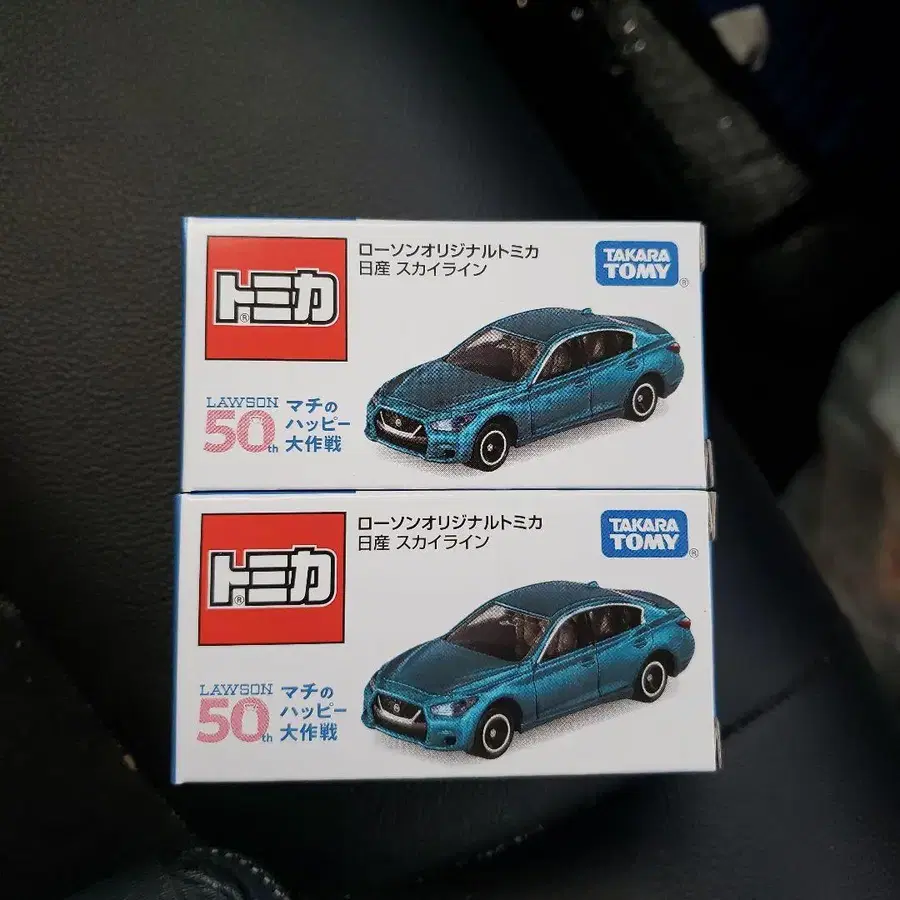 トミカ®
ローソンオリジナルトミカ
日産 スカイライン
TAKARA
TOMY®
LAWSON
50th
マチの
ハッピー
大作戦
トミカ®
ローソンオリジナルトミカ
日産 スカイライン
TAKARA
TOMY®
LAWSON
50th
マチの
ハッピー
大作戦